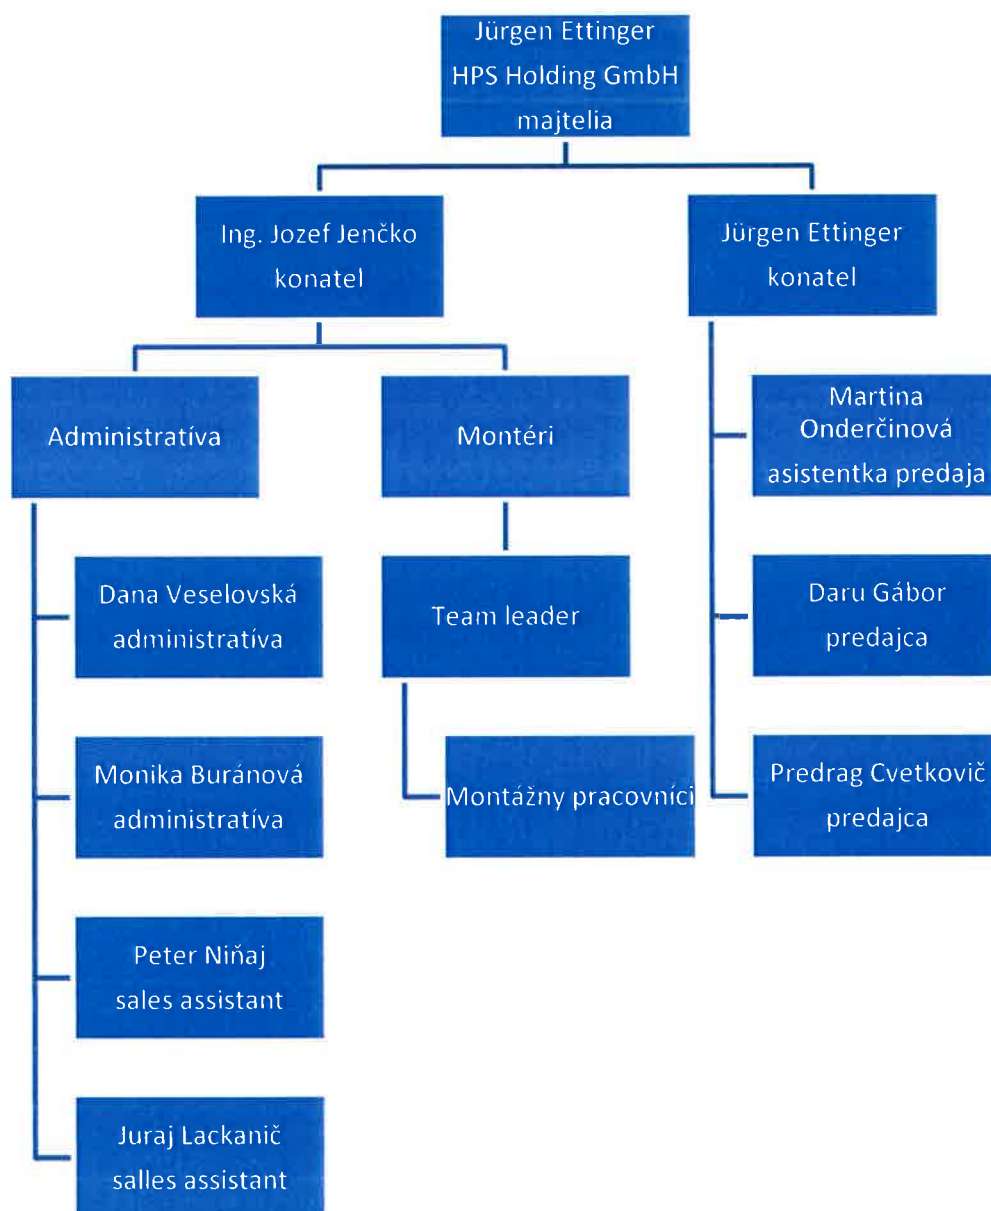 Jürgen Ettinger
HPS Holding GmbH
majtelia
Ing. Jozef Jenčko
konatel
Jürgen Ettinger
konatel
Administratíva
Montéri
Martina
Onderčinová
asistentka predaja
Dana Veselovská
administratíva
Team leader
Daru Gábor
predajca
Monika Buránová
administratíva
Montážny pracovníci
Predrag Cvetkovič
predajca
Peter Niňaj
sales assistant
Juraj Lackanič
salles assistant